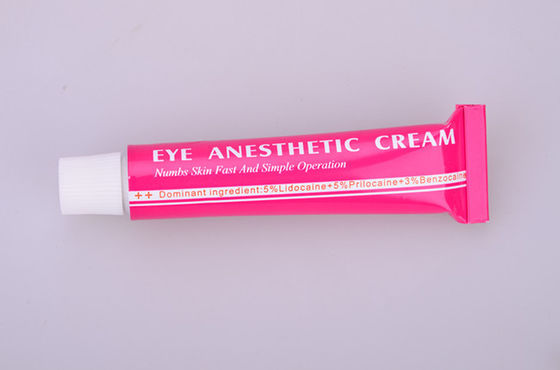 EYE ANESTHETIC CREAM
Numbs Skin Fast And Simple Operation
++ Dominant ingredient:5%Lidocaine+5%Prilocaine+3%Benzocaine